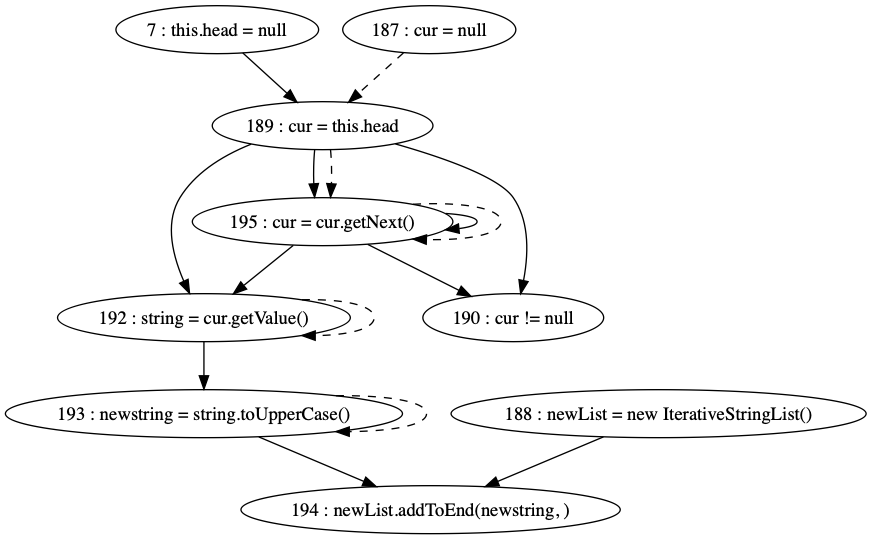 7 : this.head = null
187 : cur = null
189 : cur = this.head
195 : cur = cur.getNext()
192 : string = cur.getValue()
190 : cur != null
193 : newstring = string.toUpperCase()
188 : newList = new IterativeStringList()
194 : newList.addToEnd(newstring, )